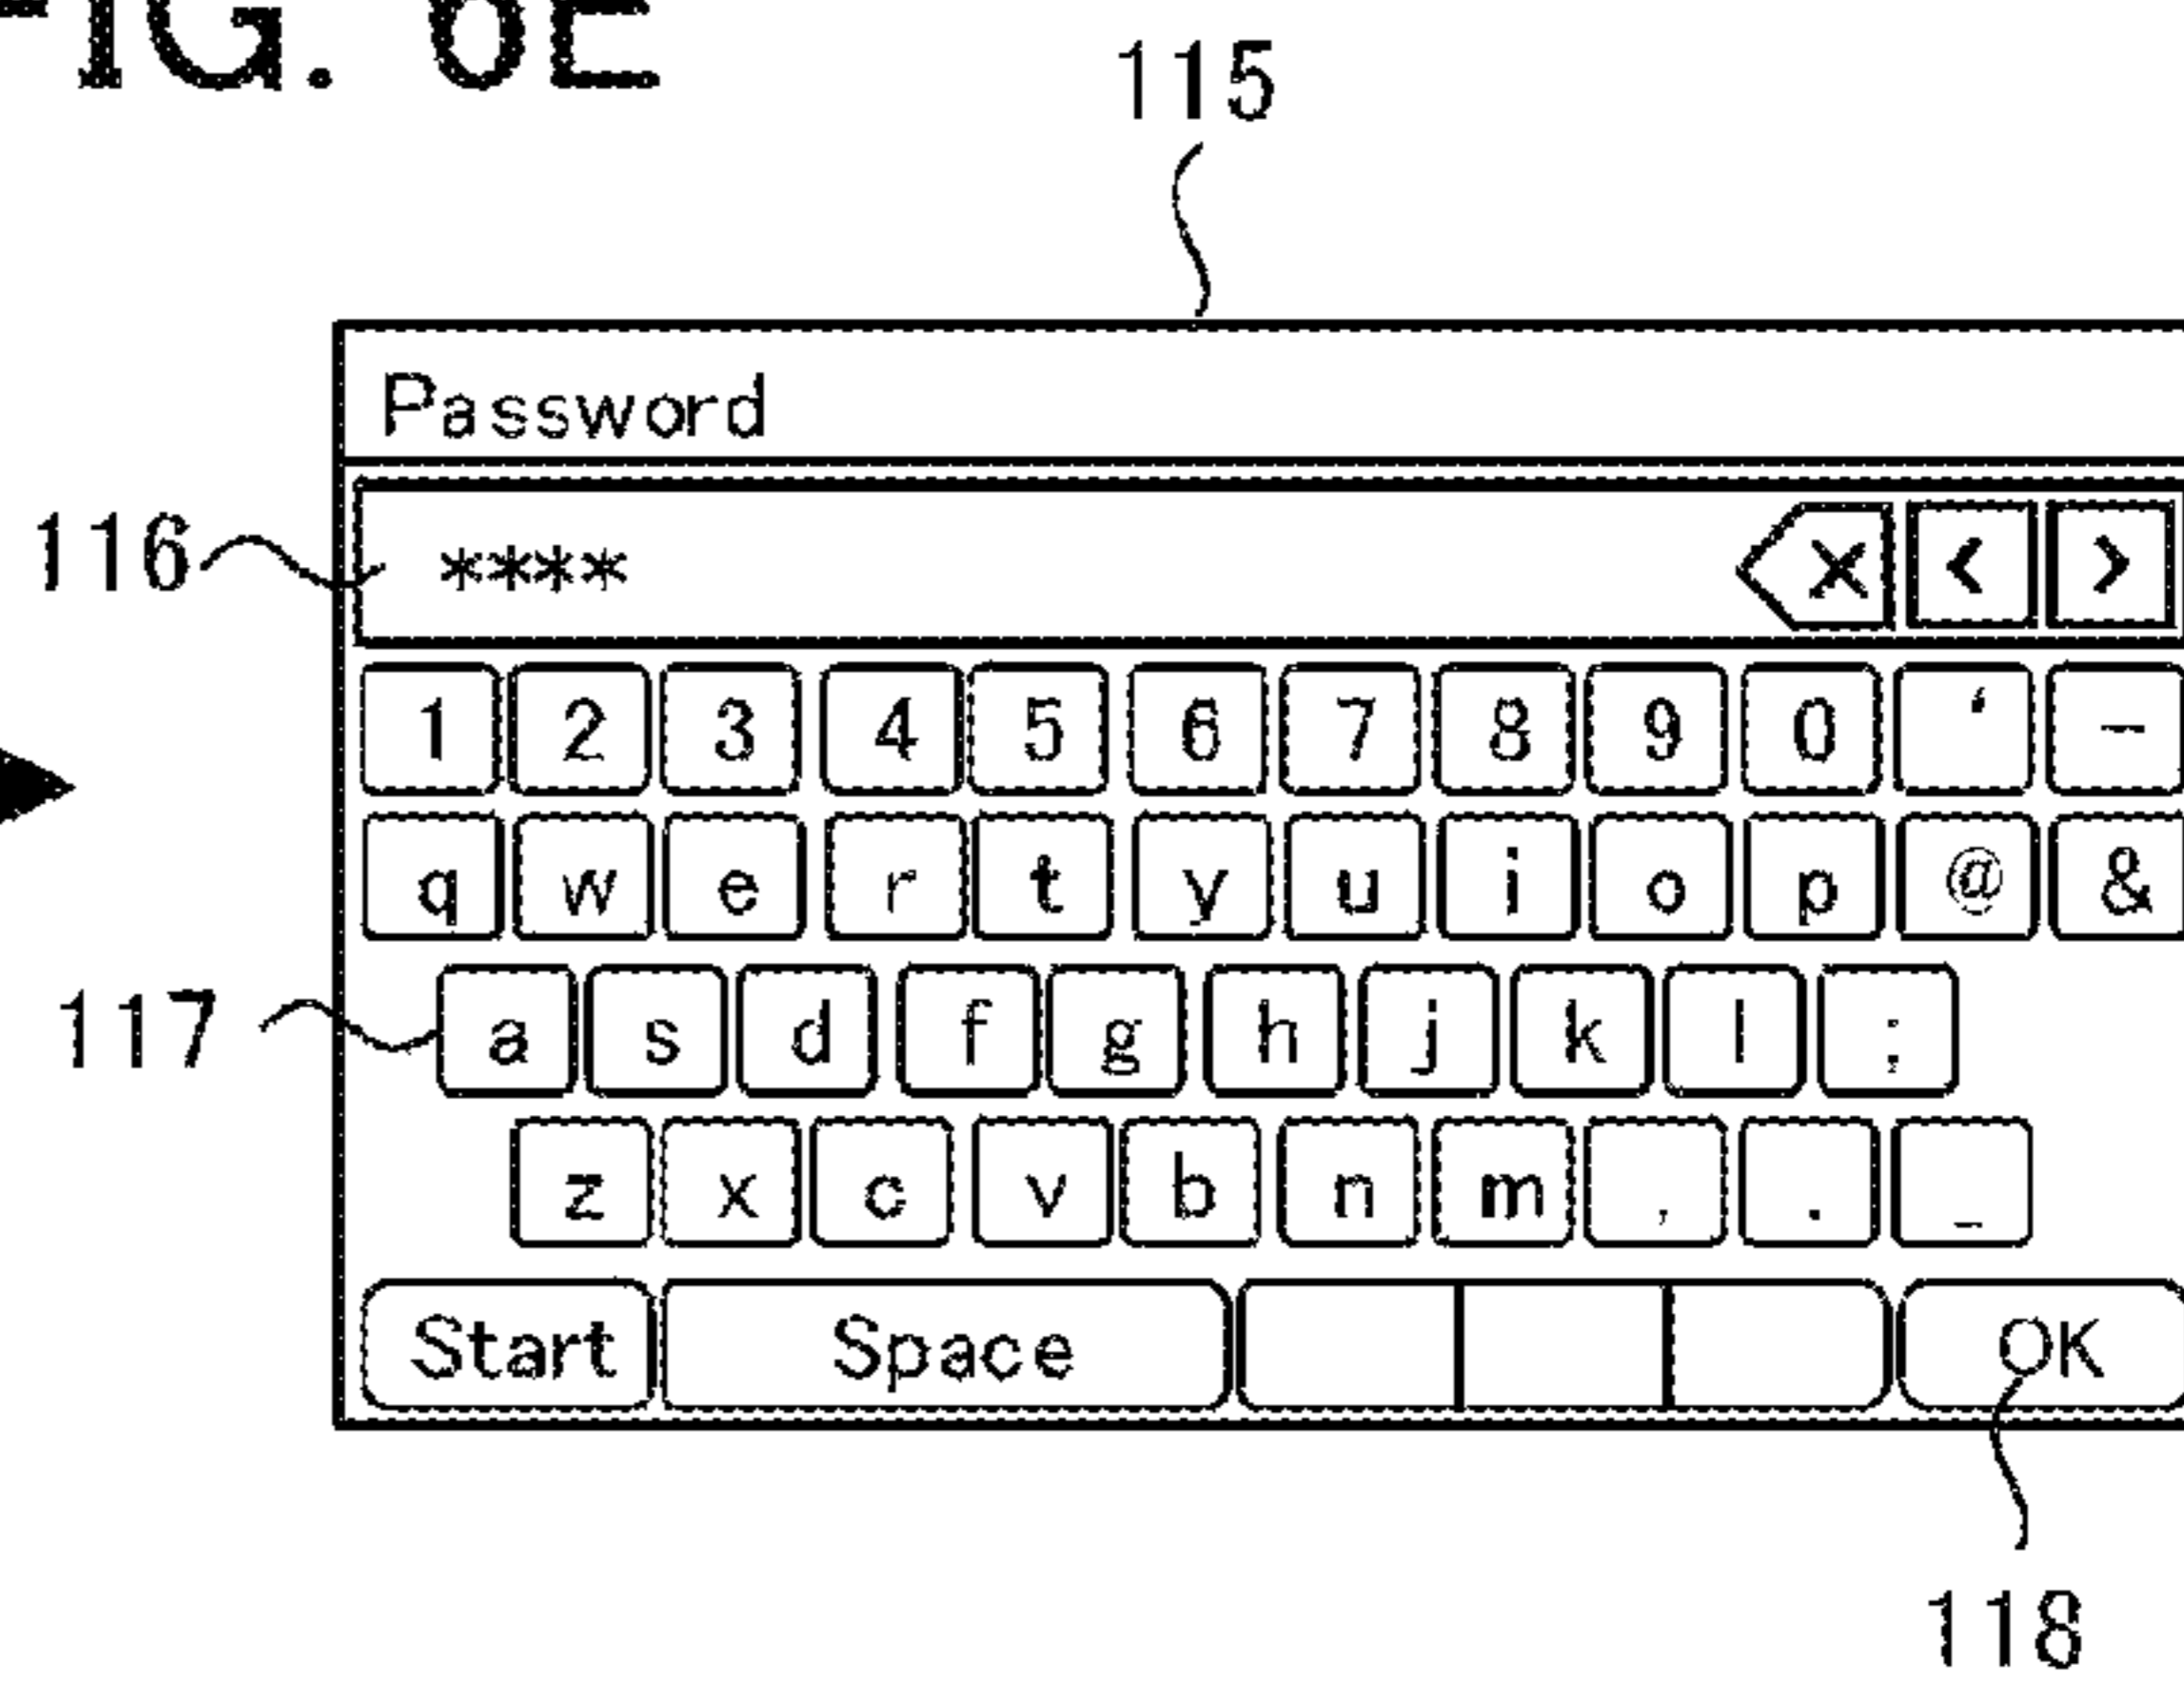 FIG. 6E
115
Password
116 **** × < >
1 2 3 4 5 6 7 8 9 0 ‘ −
q w e r t y u i o p @ &
117 a s d f g h j k l ;
z x c v b n m , . _
Start Space OK
118